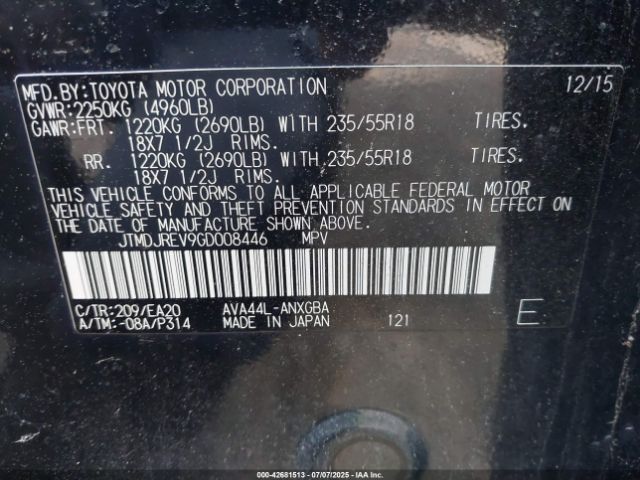 MFD.BY:TOYOTA MOTOR CORPORATION 12/15
GVWR:2250KG (4960LB)
GAWR:FRT. 1220KG (2690LB) WITH 235/55R18 TIRES.
18X7 1/2J RIMS.
RR. 1220KG (2690LB) WITH 235/55R18 TIRES.
18X7 1/2J RIMS.
THIS VEHICLE CONFORMS TO ALL APPLICABLE FEDERAL MOTOR
VEHICLE SAFETY AND THEFT PREVENTION STANDARDS IN EFFECT ON
THE DATE OF MANUFACTURE SHOWN ABOVE.
JTMDJREV9GD008446 MPV
C/TR:209/EA20 AVA44L-ANXGBA
A/TM:-08A/P314 MADE IN JAPAN 121 E
000-42681513 - 07/07/2025 - IAAI, Inc.